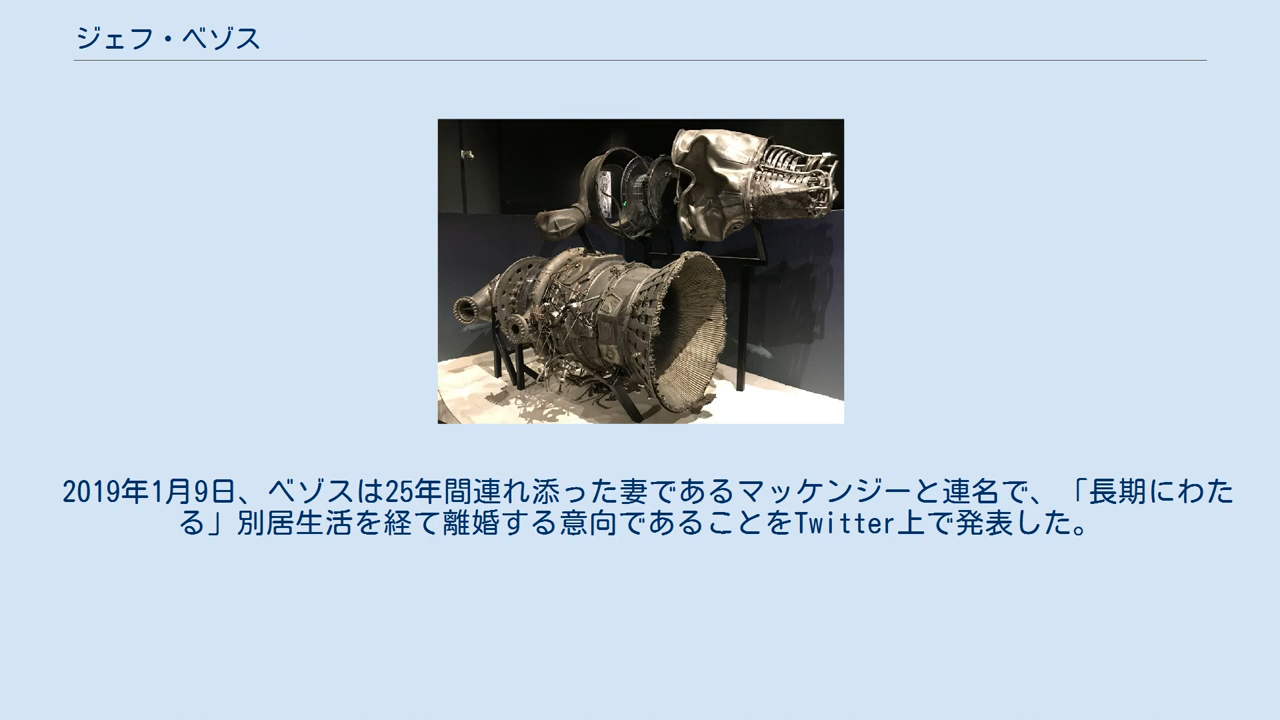 ジェフ・ベゾス
2019年1月9日、ベゾスは25年間連れ添った妻であるマッケンジーと連名で、「長期にわた
る」別居生活を経て離婚する意向であることをTwitter上で発表した。